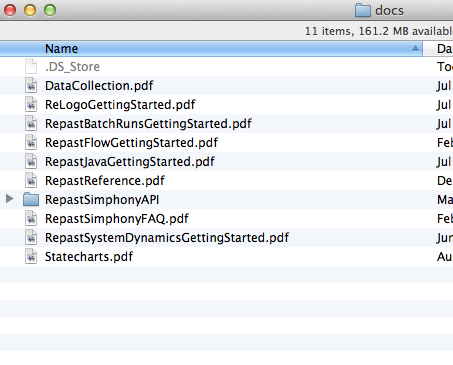 docs
11 items, 161.2 MB availabl
Name Da
.DS_Store To
DataCollection.pdf Jul
ReLogoGettingStarted.pdf Jul
RepastBatchRunsGettingStarted.pdf Jul
RepastFlowGettingStarted.pdf Feb
RepastJavaGettingStarted.pdf Jul
RepastReference.pdf De
RepastSimphonyAPI Ma
RepastSimphonyFAQ.pdf Feb
RepastSystemDynamicsGettingStarted.pdf Jun
Statecharts.pdf Au